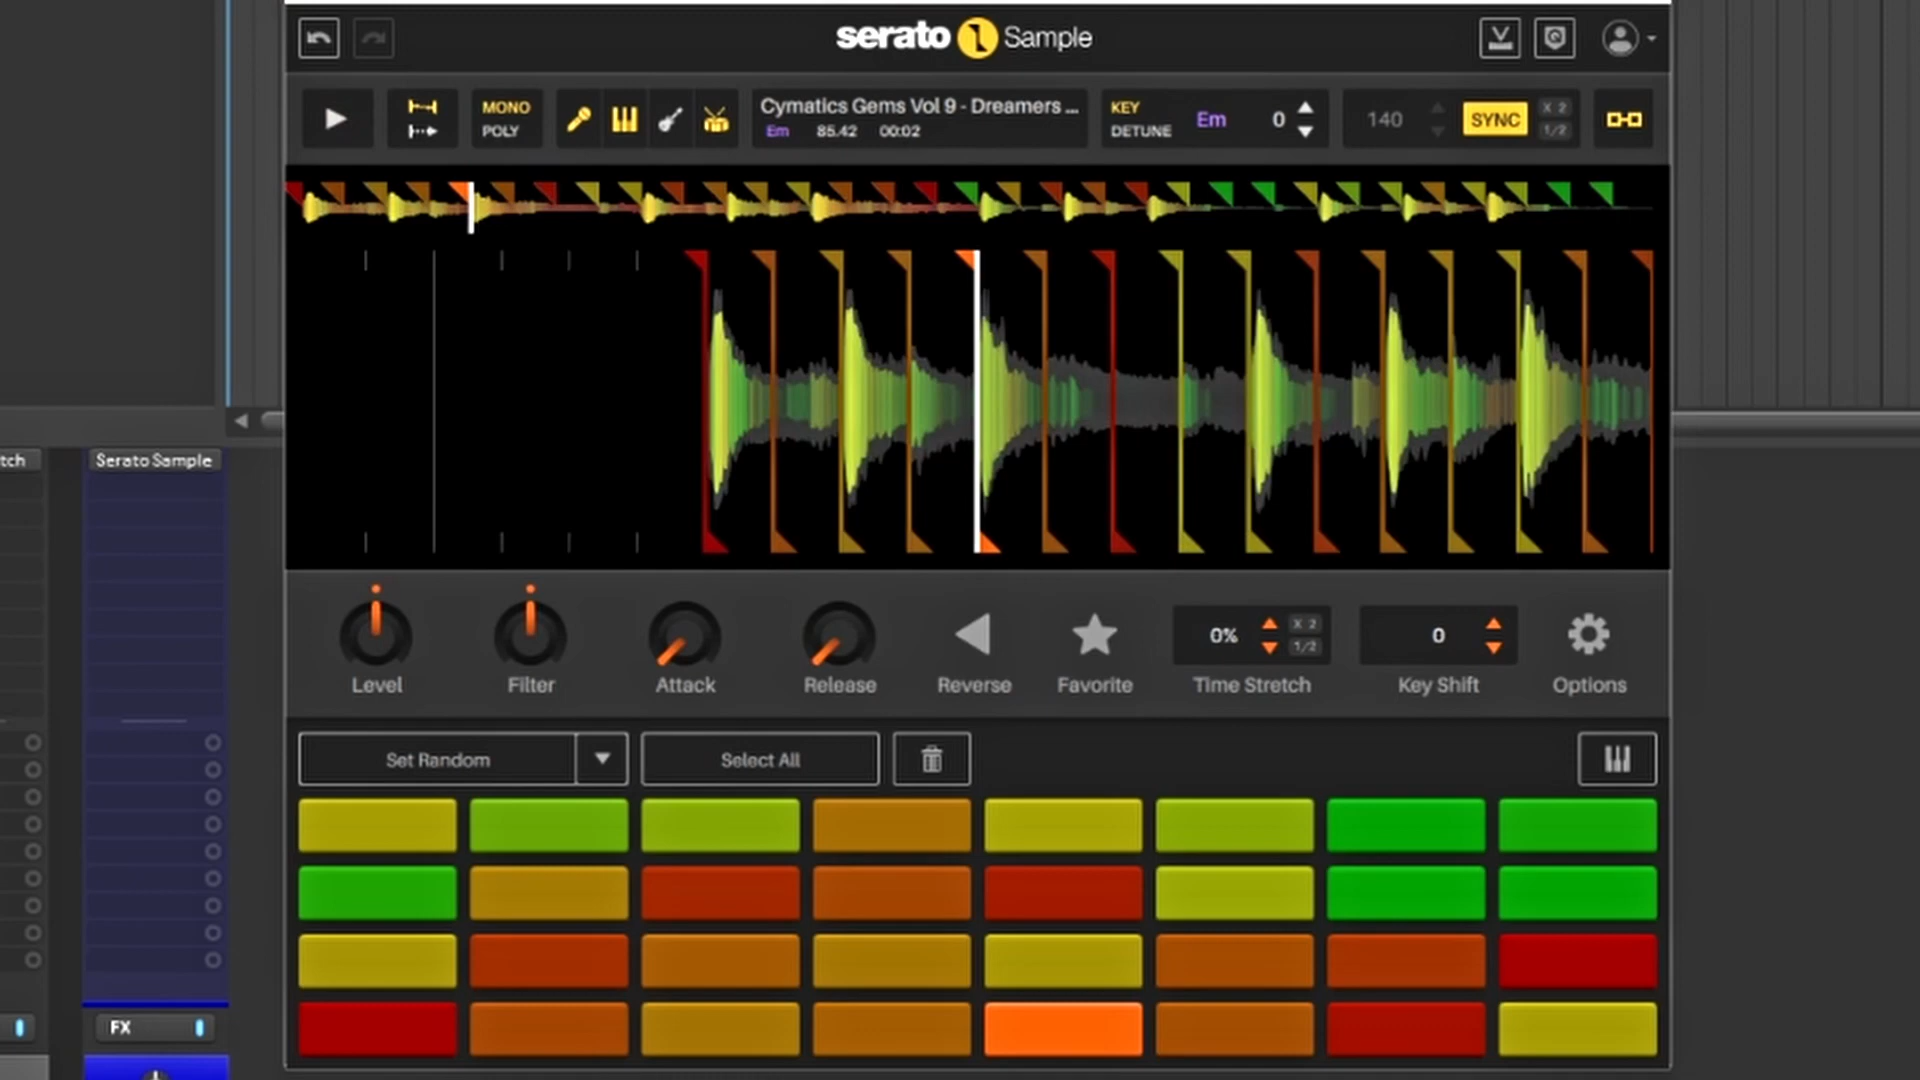 serato Sample
MONO
POLY
Cymatics Gems Vol 9 - Dreamers ...
Em 85.42 00:02
KEY
DETUNE
Em
0
140
SYNC
X 2
1/2
tch
Serato Sample
0%
X 2
1/2
0
Level
Filter
Attack
Release
Reverse
Favorite
Time Stretch
Key Shift
Options
Set Random
Select All
FX